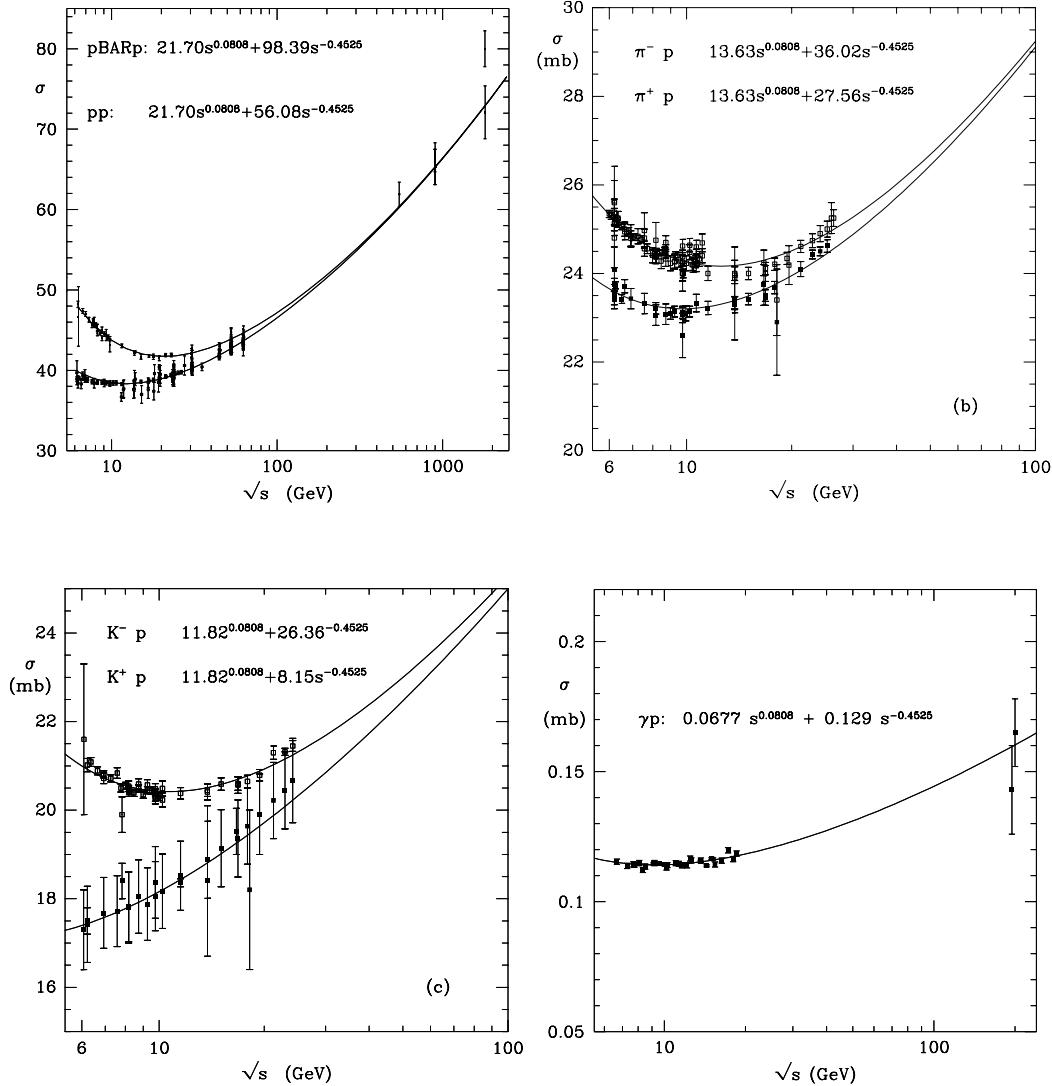 80
70
60
50
40
30
σ
pBARp: 21.70s^0.0808+98.39s^-0.4525
pp: 21.70s^0.0808+56.08s^-0.4525
10 100 1000
√s (GeV)
30
28
26
24
22
20
σ
(mb)
π⁻ p 13.63s^0.0808+36.02s^-0.4525
π⁺ p 13.63s^0.0808+27.56s^-0.4525
(b)
6 10 100
√s (GeV)
24
22
20
18
16
σ
(mb)
K⁻ p 11.82^0.0808+26.36^-0.4525
K⁺ p 11.82^0.0808+8.15s^-0.4525
(c)
6 10 100
√s (GeV)
0.2
0.15
0.1
0.05
σ
(mb)
γp: 0.0677 s^0.0808 + 0.129 s^-0.4525
10 100
√s (GeV)